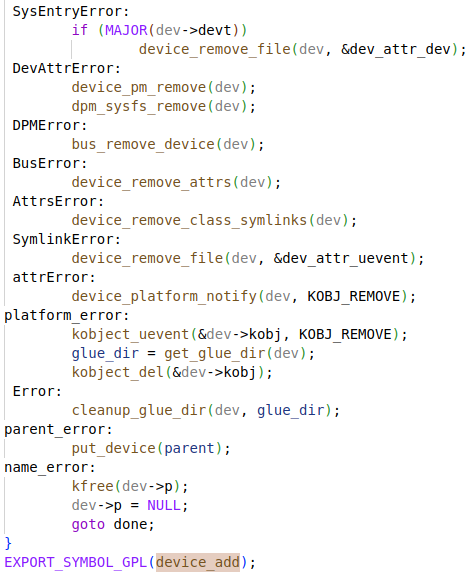 SysEntryError:
if (MAJOR(dev->devt))
device_remove_file(dev, &dev_attr_dev);
DevAttrError:
device_pm_remove(dev);
dpm_sysfs_remove(dev);
DPMError:
bus_remove_device(dev);
BusError:
device_remove_attrs(dev);
AttrsError:
device_remove_class_symlinks(dev);
SymlinkError:
device_remove_file(dev, &dev_attr_uevent);
attrError:
device_platform_notify(dev, KOBJ_REMOVE);
platform_error:
kobject_uevent(&dev->kobj, KOBJ_REMOVE);
glue_dir = get_glue_dir(dev);
kobject_del(&dev->kobj);
Error:
cleanup_glue_dir(dev, glue_dir);
parent_error:
put_device(parent);
name_error:
kfree(dev->p);
dev->p = NULL;
goto done;
}
EXPORT_SYMBOL_GPL(device_add);